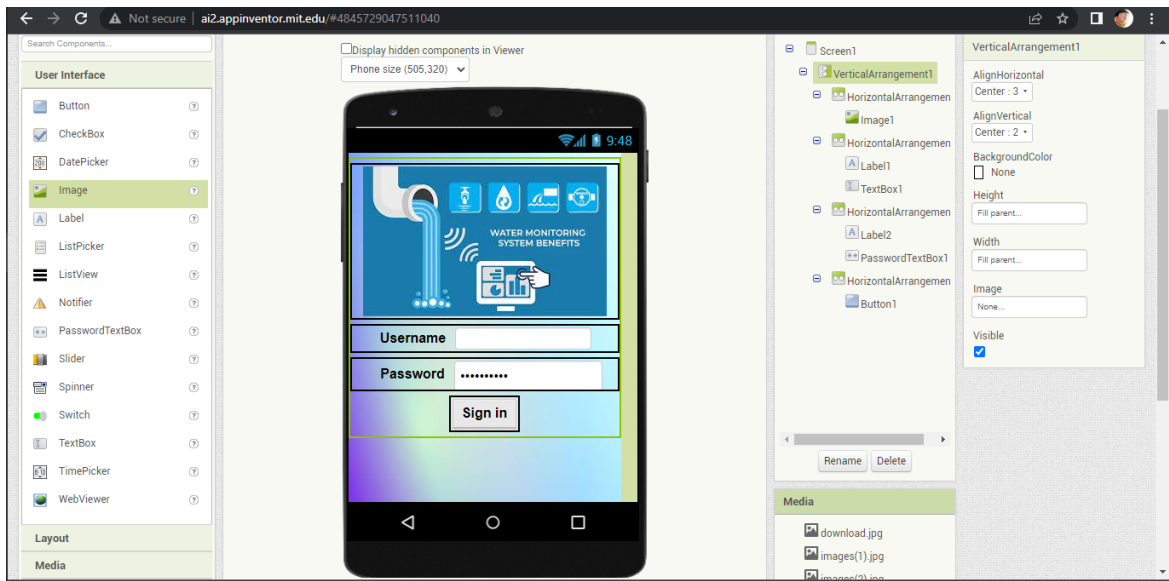 Not secure | ai2.appinventor.mit.edu/#4845729047511040
Search Components...
User Interface
Button
CheckBox
DatePicker
Image
Label
ListPicker
ListView
Notifier
PasswordTextBox
Slider
Spinner
Switch
TextBox
TimePicker
WebViewer
Layout
Media
Display hidden components in Viewer
Phone size (505,320)
9:48
WATER MONITORING
SYSTEM BENEFITS
Username
Password ••••••••••
Sign in
Screen1
VerticalArrangement1
HorizontalArrangemen
Image1
HorizontalArrangemen
Label1
TextBox1
HorizontalArrangemen
Label2
PasswordTextBox1
HorizontalArrangemen
Button1
Rename Delete
Media
download.jpg
images(1).jpg
images(2).jpg
VerticalArrangement1
AlignHorizontal
Center : 3
AlignVertical
Center : 2
BackgroundColor
None
Height
Fill parent...
Width
Fill parent...
Image
None...
Visible